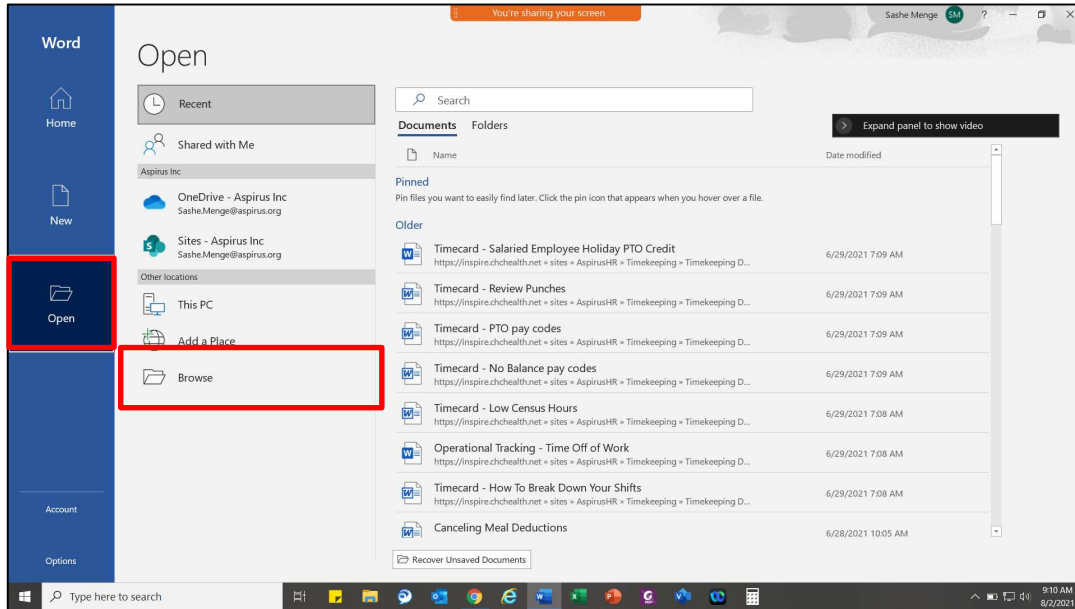 You're sharing your screen
Sashe Menge SM ? — X
Word
Open
Home
New
Open
Account
Options
Recent
Shared with Me
Aspirus Inc
OneDrive - Aspirus Inc
Sashe.Menge@aspirus.org
Sites - Aspirus Inc
Sashe.Menge@aspirus.org
Other locations
This PC
Add a Place
Browse
Search
Documents Folders
Expand panel to show video
Name Date modified
Pinned
Pin files you want to easily find later. Click the pin icon that appears when you hover over a file.
Older
Timecard - Salaried Employee Holiday PTO Credit
https://inspire.chchealth.net » sites » AspirusHR » Timekeeping » Timekeeping D...
6/29/2021 7:09 AM
Timecard - Review Punches
https://inspire.chchealth.net » sites » AspirusHR » Timekeeping » Timekeeping D...
6/29/2021 7:09 AM
Timecard - PTO pay codes
https://inspire.chchealth.net » sites » AspirusHR » Timekeeping » Timekeeping D...
6/29/2021 7:09 AM
Timecard - No Balance pay codes
https://inspire.chchealth.net » sites » AspirusHR » Timekeeping » Timekeeping D...
6/29/2021 7:09 AM
Timecard - Low Census Hours
https://inspire.chchealth.net » sites » AspirusHR » Timekeeping » Timekeeping D...
6/29/2021 7:08 AM
Operational Tracking - Time Off of Work
https://inspire.chchealth.net » sites » AspirusHR » Timekeeping » Timekeeping D...
6/29/2021 7:08 AM
Timecard - How To Break Down Your Shifts
https://inspire.chchealth.net » sites » AspirusHR » Timekeeping » Timekeeping D...
6/29/2021 7:08 AM
Canceling Meal Deductions
6/28/2021 10:05 AM
Recover Unsaved Documents
Type here to search
9:10 AM
8/2/2021